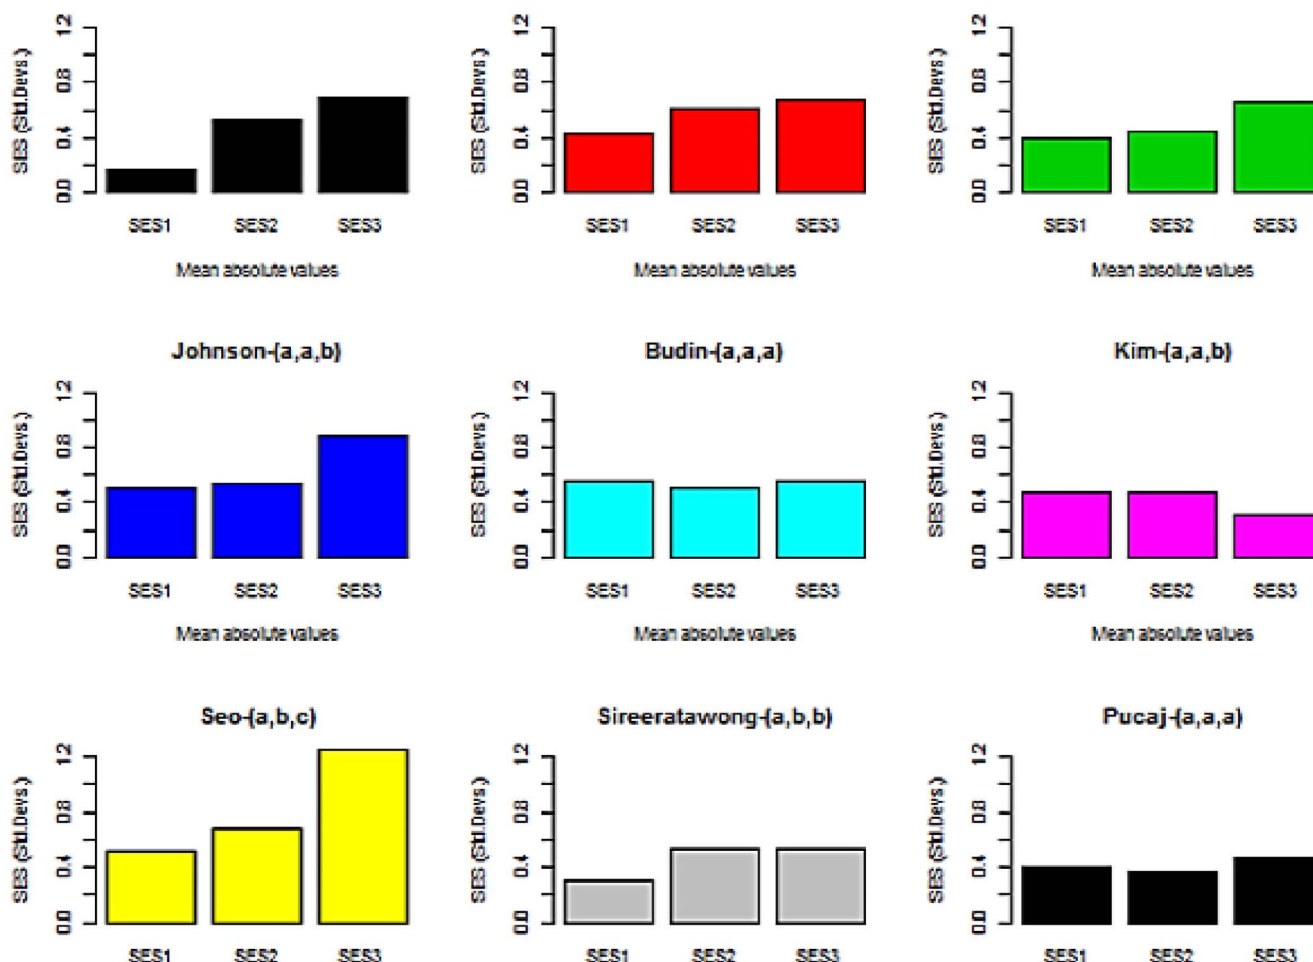 SES (Std.Devs.) 0.0 0.4 0.8 1.2 SES (Std.Devs.) 0.0 0.4 0.8 1.2 SES (Std.Devs.) 0.0 0.4 0.8 1.2
SES1 SES2 SES3 SES1 SES2 SES3 SES1 SES2 SES3
Mean absolute values Mean absolute values Mean absolute values
Johnson-(a,a,b) Budin-(a,a,a) Kim-(a,a,b)
SES (Std.Devs.) 0.0 0.4 0.8 1.2 SES (Std.Devs.) 0.0 0.4 0.8 1.2 SES (Std.Devs.) 0.0 0.4 0.8 1.2
SES1 SES2 SES3 SES1 SES2 SES3 SES1 SES2 SES3
Mean absolute values Mean absolute values Mean absolute values
Seo-(a,b,c) Sireeratawong-(a,b,b) Pucaj-(a,a,a)
SES (Std.Devs.) 0.0 0.4 0.8 1.2 SES (Std.Devs.) 0.0 0.4 0.8 1.2 SES (Std.Devs.) 0.0 0.4 0.8 1.2
SES1 SES2 SES3 SES1 SES2 SES3 SES1 SES2 SES3